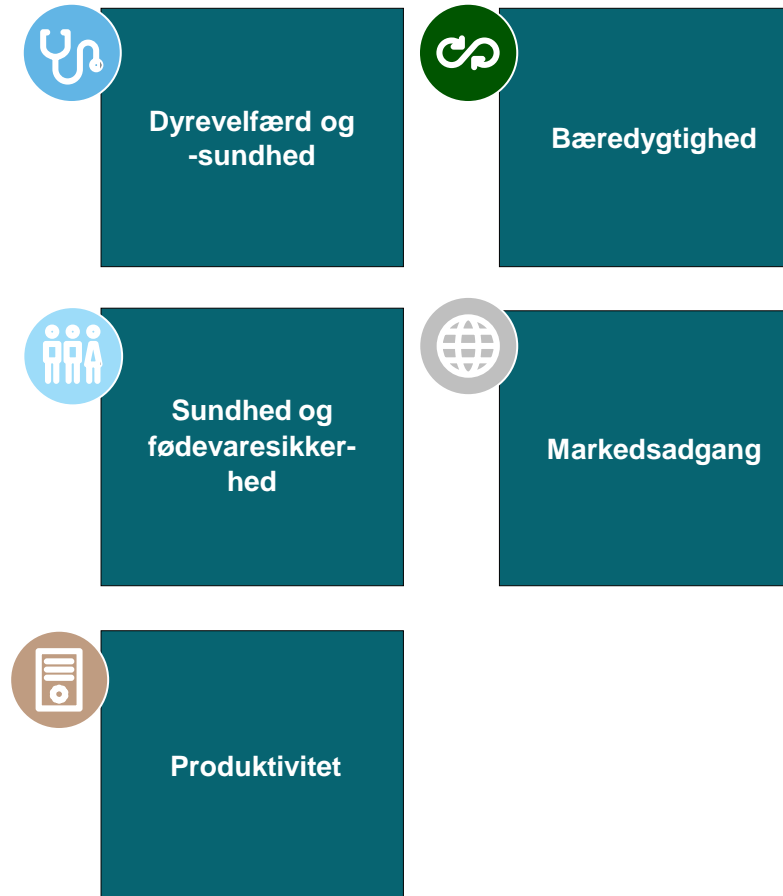 Dyrevelfærd og
-sundhed
Bæredygtighed
Sundhed og
fødevaresikker-
hed
Markedsadgang
Produktivitet